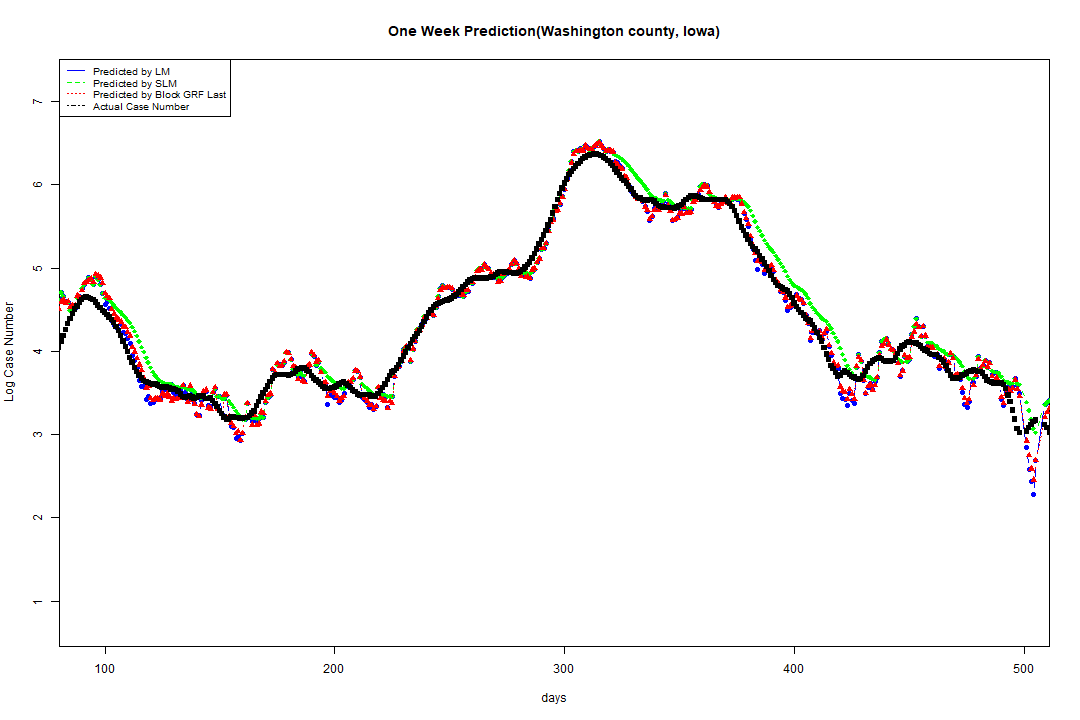 One Week Prediction(Washington county, Iowa)
Predicted by LM
Predicted by SLM
Predicted by Block GRF Last
Actual Case Number
7
6
5
4
3
2
1
Log Case Number
100 200 300 400 500
days